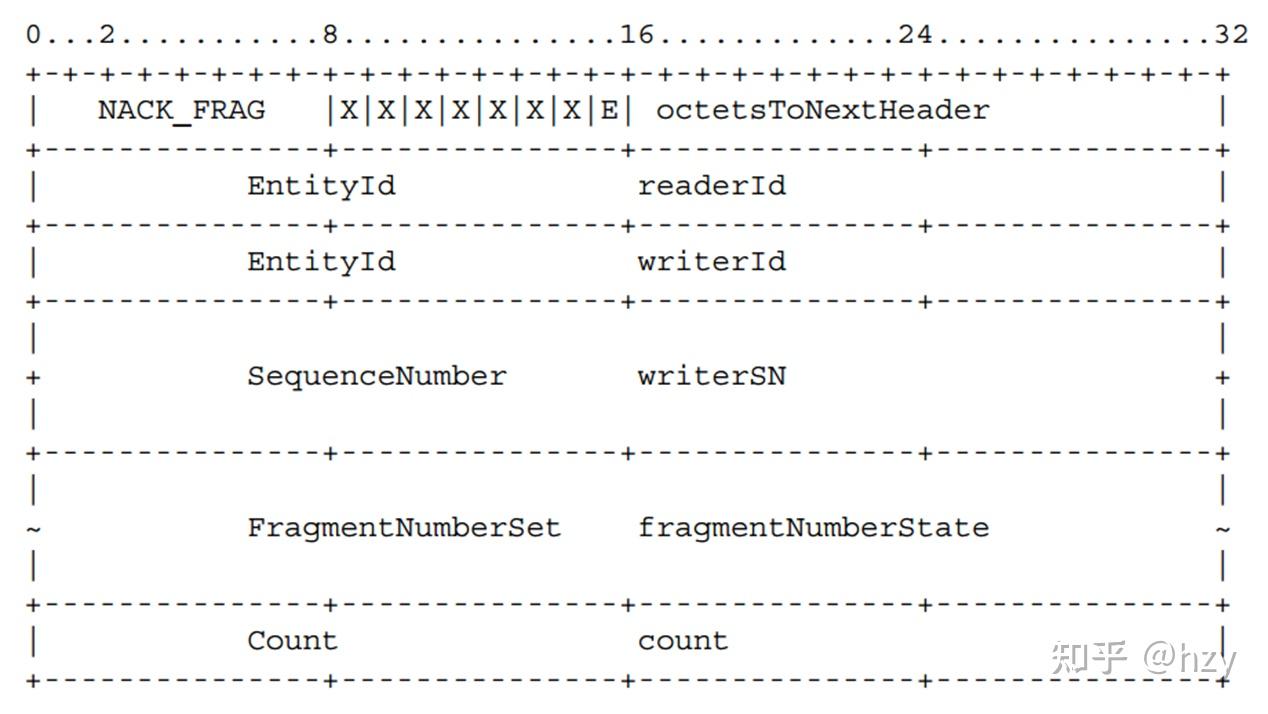 0...2...........8...............16.............24...............32
+-+-+-+-+-+-+-+-+-+-+-+-+-+-+-+-+-+-+-+-+-+-+-+-+-+-+-+-+-+-+-+-+
|   NACK_FRAG   |X|X|X|X|X|X|X|E| octetsToNextHeader            |
+---------------+---------------+---------------+---------------+
|           EntityId             readerId                       |
+---------------+---------------+---------------+---------------+
|           EntityId             writerId                       |
+---------------+---------------+---------------+---------------+
|                                                               |
+           SequenceNumber       writerSN                       +
|                                                               |
+---------------+---------------+---------------+---------------+
|                                                               |
~           FragmentNumberSet    fragmentNumberState            ~
|                                                               |
+---------------+---------------+---------------+---------------+
|           Count                count                          |
+---------------+---------------+---------------+---------------+
知乎 @hzy